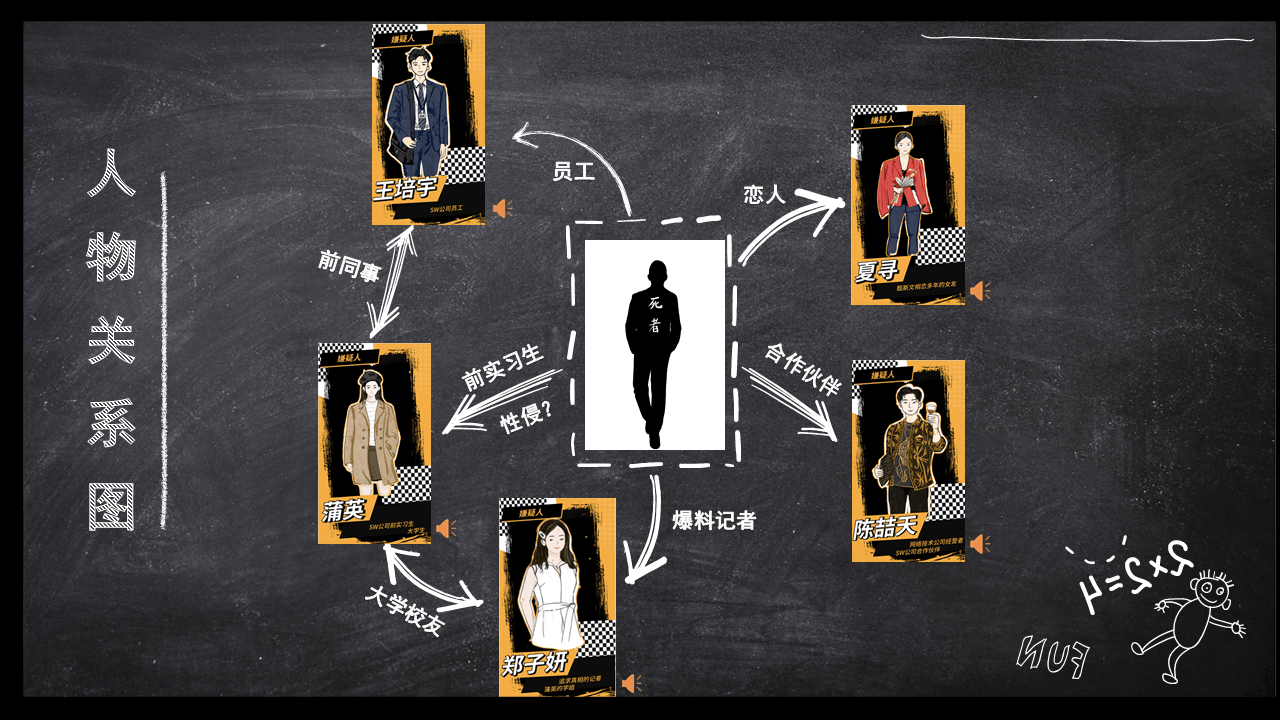 人物关系图
嫌疑人
王培宇
SW公司员工
员工
前同事
嫌疑人
蒲英
SW公司前实习生
大学生
前实习生
性侵？
大学校友
嫌疑人
郑子妍
追求真相的记者
蒲英的学姐
爆料记者
死
者
恋人
嫌疑人
夏寻
甄斯文相恋多年的女友
合作伙伴
嫌疑人
陈喆天
网络技术公司经营者
SW公司合作伙伴
2×2=4
FUN